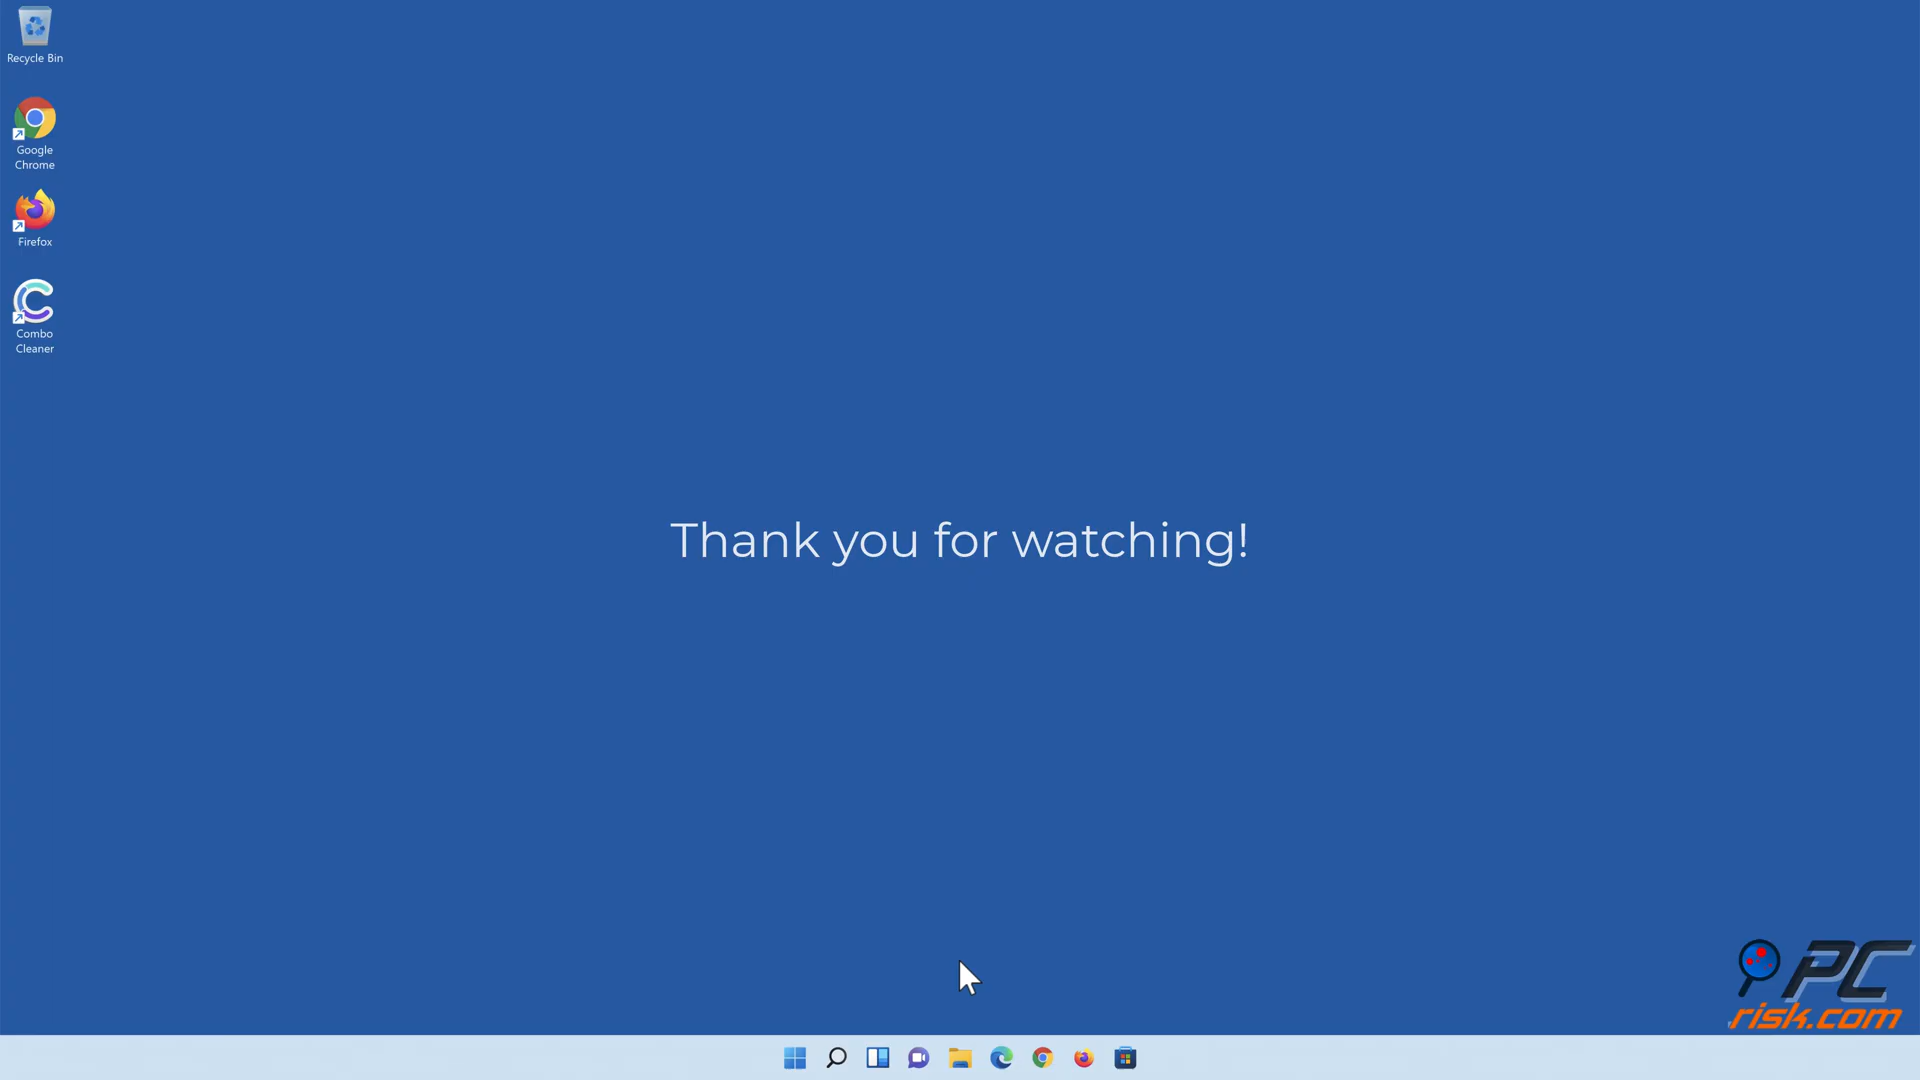 Recycle Bin
Google
Chrome
Firefox
Combo
Cleaner
Thank you for watching!
PC
risk.com